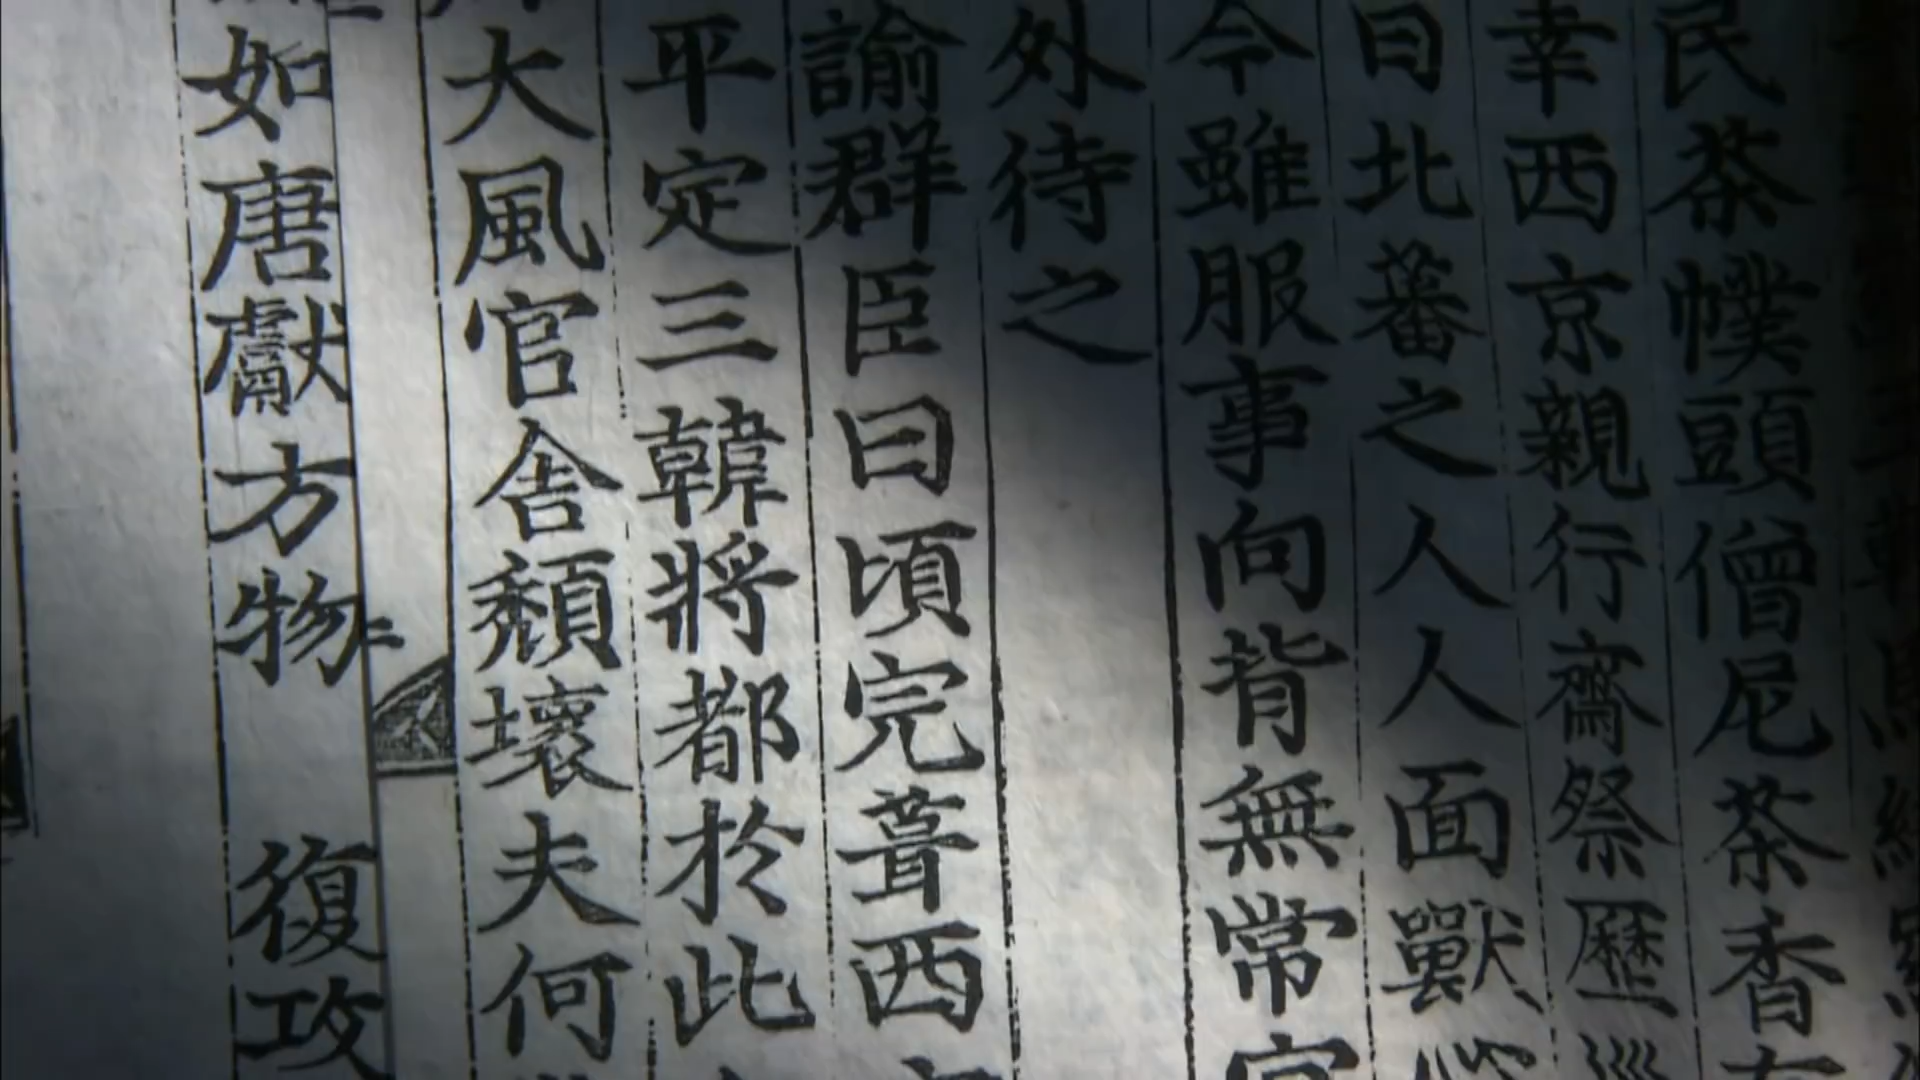 民茶幞頭僧尼茶香
幸西京親行齋祭歷巡
曰北蕃之人人面獸心
今雖服事向背無常宜
外待之
諭群臣曰頃完葺西
平定三韓將都於此
大風官舍頹壞夫何
如唐獻方物 復攻